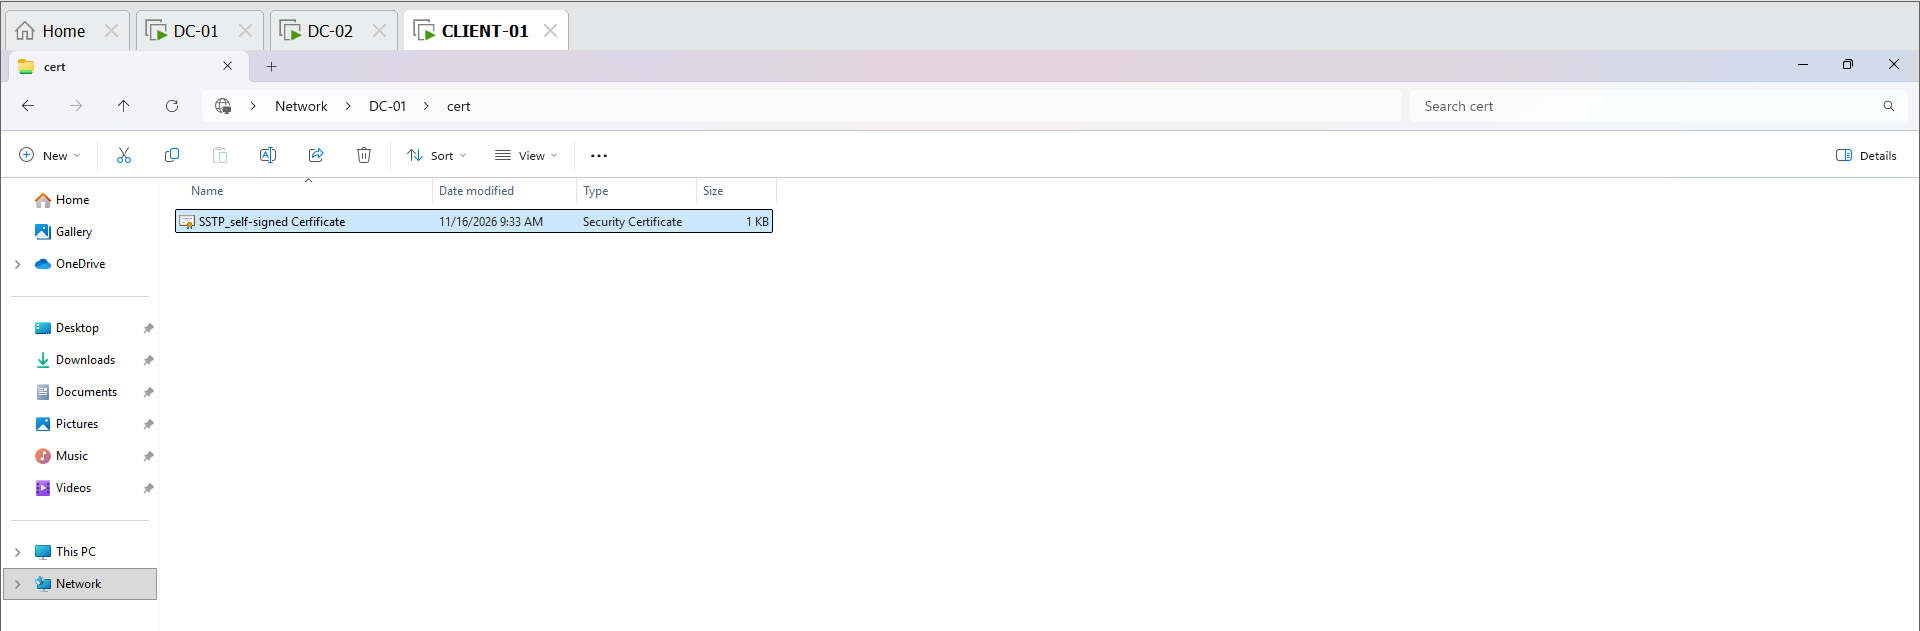 Home DC-01 DC-02 CLIENT-01
cert
Network DC-01 cert Search cert
New Sort View Details
Name Date modified Type Size
SSTP_self-signed Cerfificate 11/16/2026 9:33 AM Security Certificate 1 KB
Home
Gallery
OneDrive
Desktop
Downloads
Documents
Pictures
Music
Videos
This PC
Network